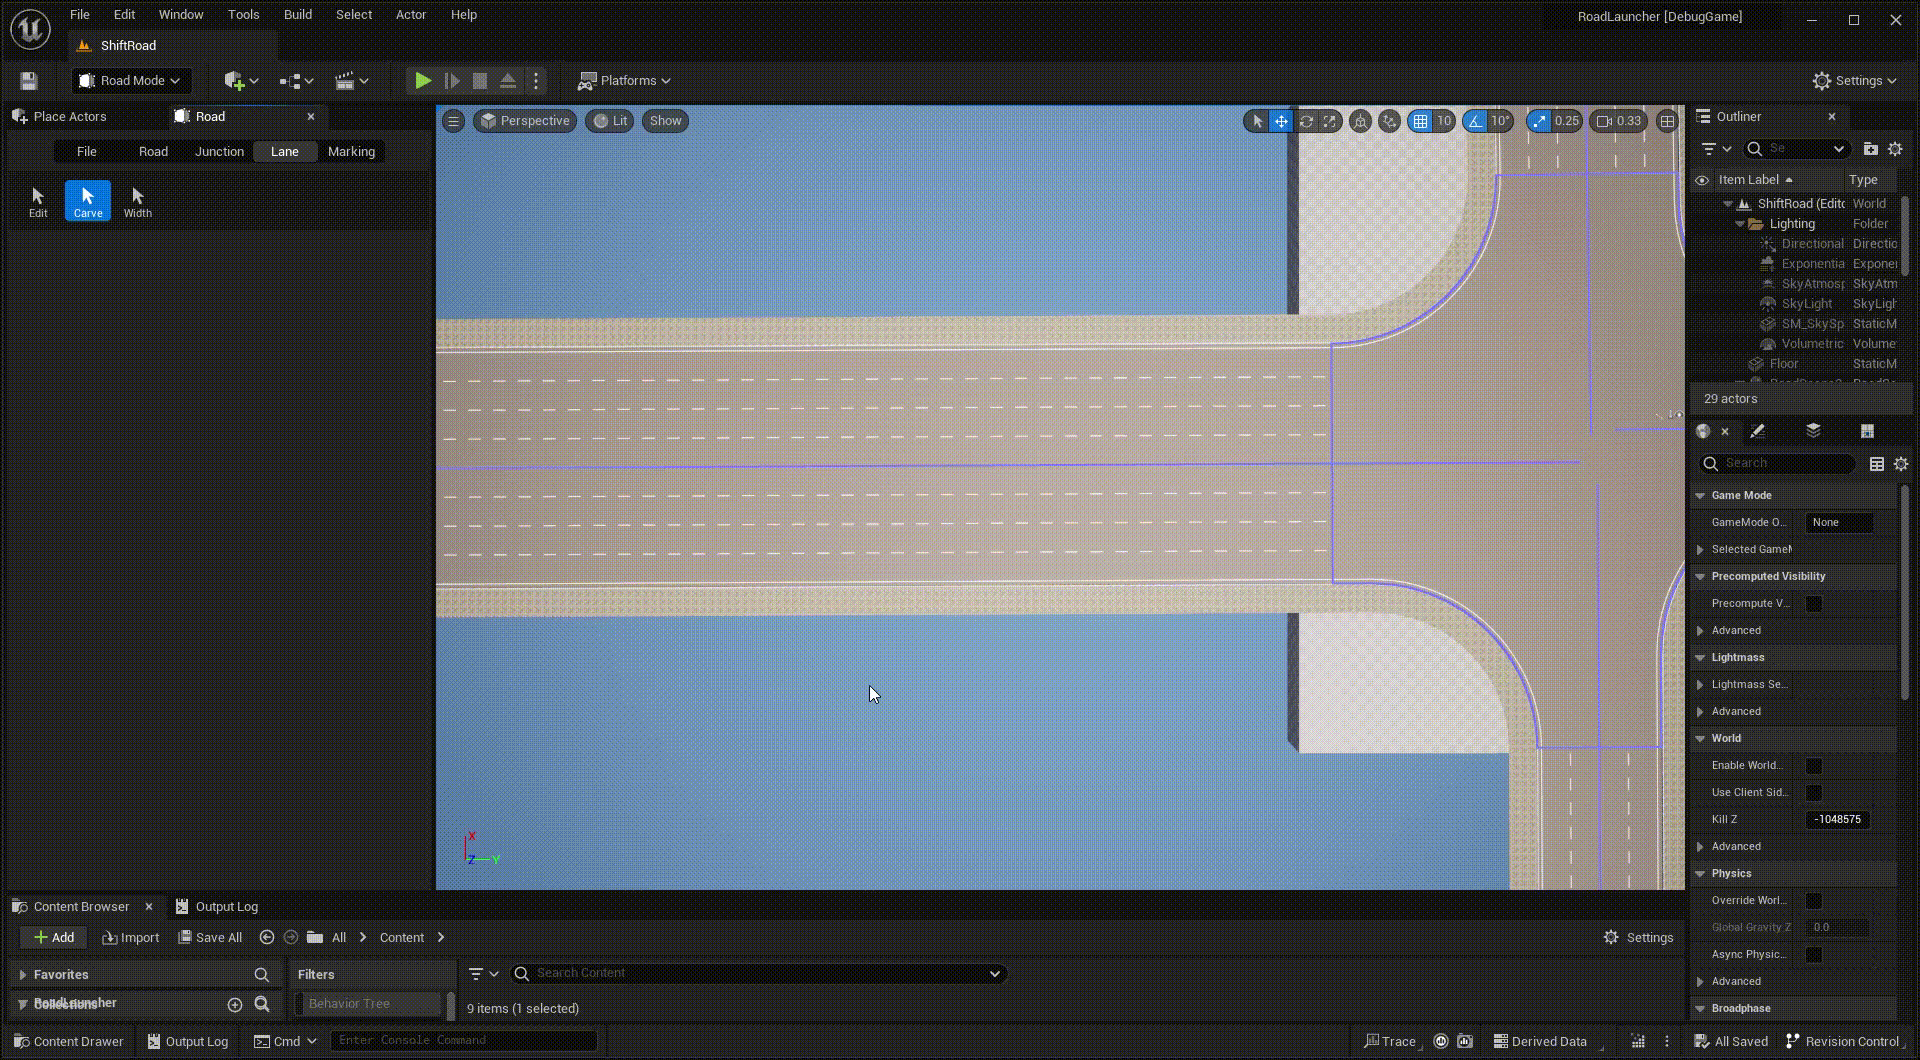 File Edit Window Tools Build Select Actor Help
RoadLauncher [DebugGame]
ShiftRoad
Road Mode
Platforms
Settings
Place Actors
Road
File Road Junction Lane Marking
Edit Carve Width
Perspective Lit Show
10 10° 0.25 0.33
X
Z Y
Outliner
Se
Item Label Type
ShiftRoad (Edito World
Lighting Folder
Directional Directio
Exponentia Exponer
SkyAtmosp SkyAtm
SkyLight SkyLigh
SM_SkySp StaticM
Volumetric Volume
Floor StaticM
29 actors
Search
Game Mode
GameMode O... None
Selected GameM
Precomputed Visibility
Precompute V...
Advanced
Lightmass
Lightmass Se...
Advanced
World
Enable World...
Use Client Sid...
Kill Z -1048575
Advanced
Physics
Override Worl...
Global Gravity Z 0.0
Async Physic...
Advanced
Broadphase
Content Browser Output Log
Add Import Save All All Content Settings
Favorites Filters Search Content
RoadLauncher
Collections
Behavior Tree
9 items (1 selected)
Content Drawer Output Log Cmd Enter Console Command Trace Derived Data All Saved Revision Control